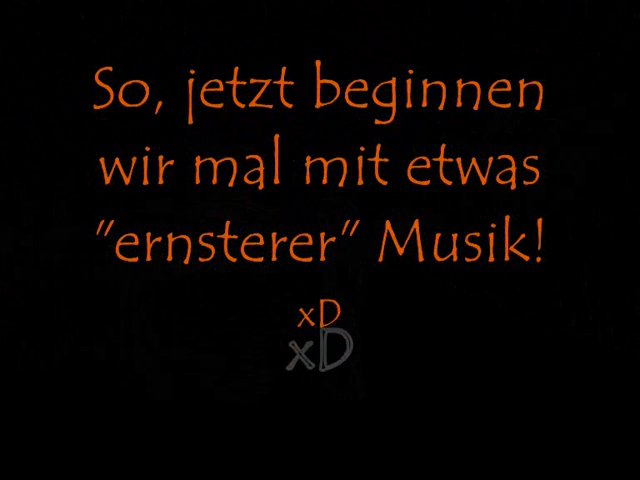 So, jetzt beginnen
wir mal mit etwas
"ernsterer" Musik!
xD
xD